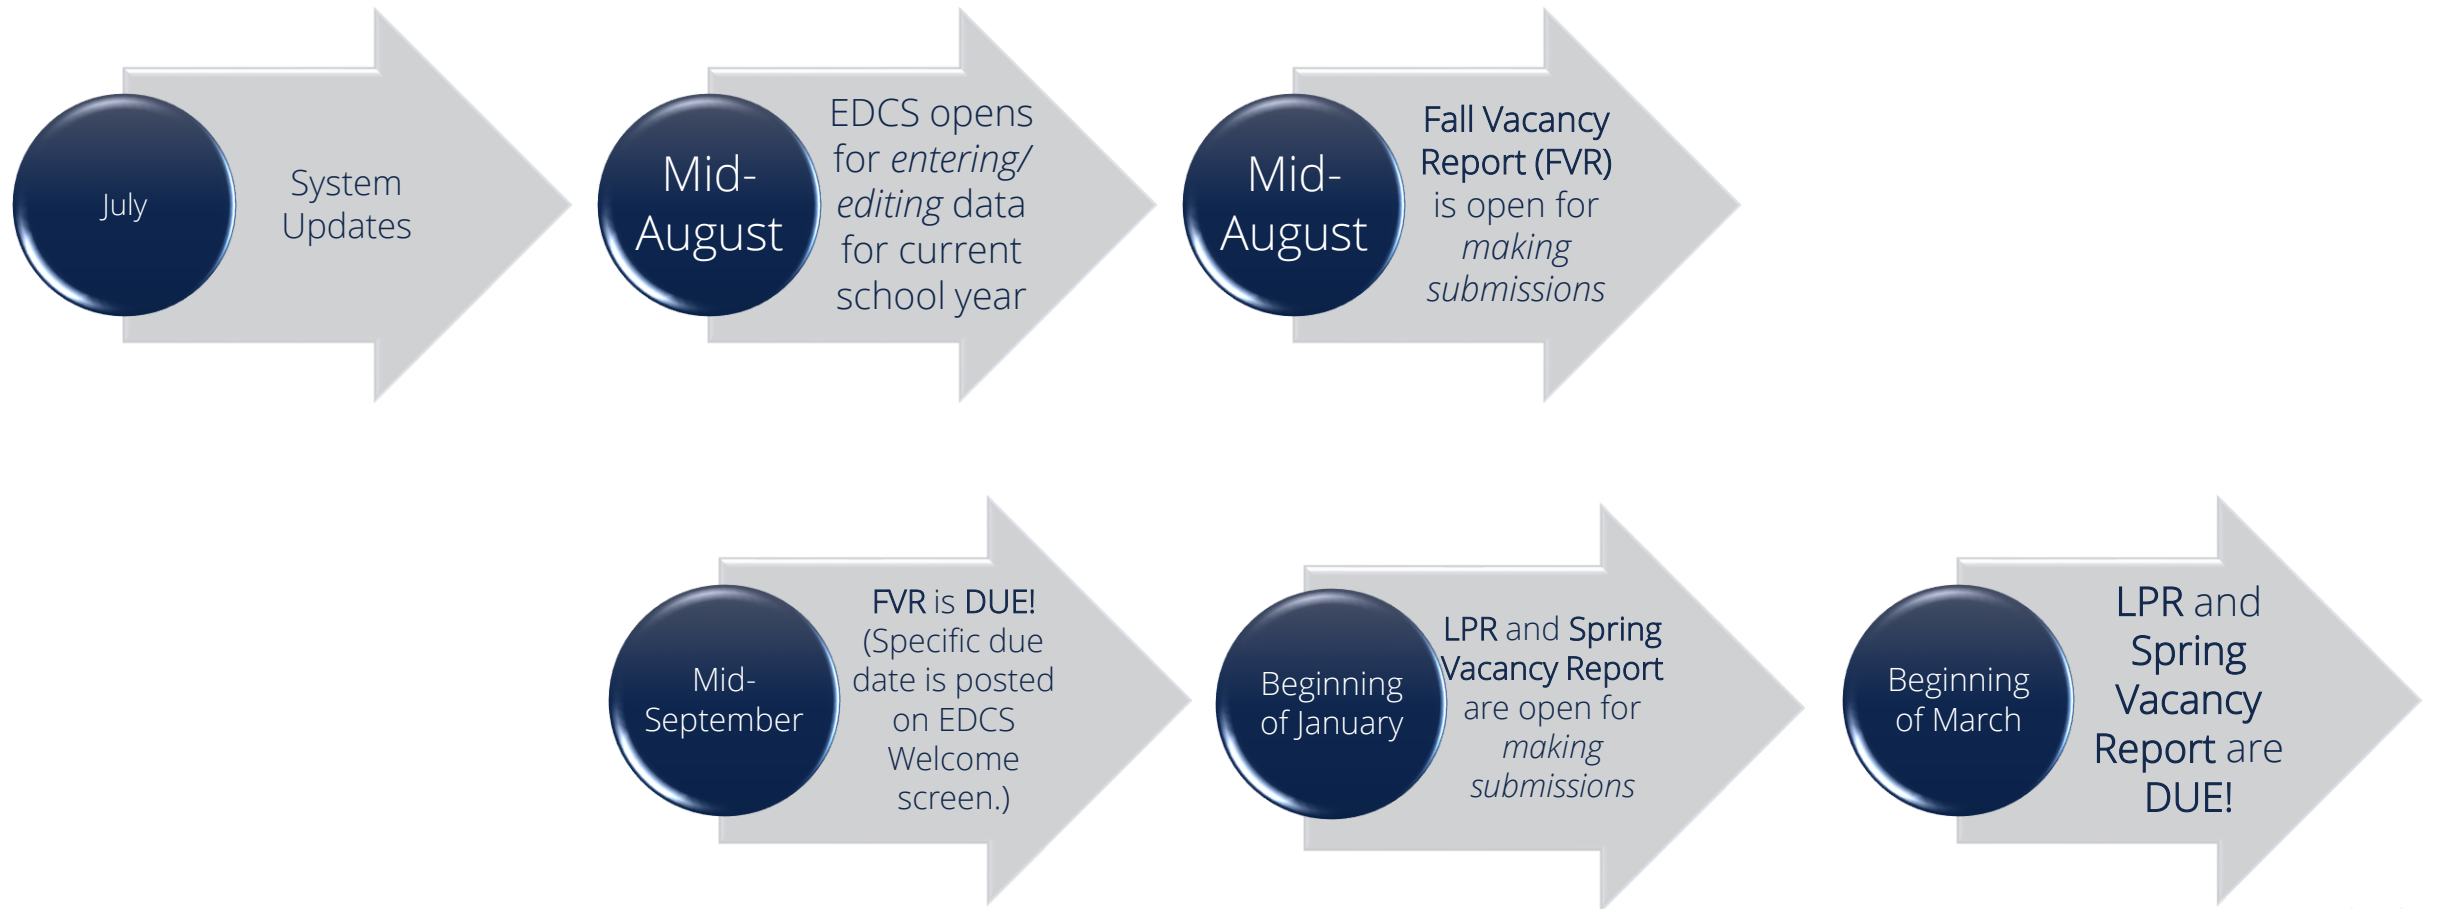 July
System
Updates
Mid-
August
EDCS opens
for entering/
editing data
for current
school year
Mid-
August
Fall Vacancy
Report (FVR)
is open for
making
submissions
Mid-
September
FVR is DUE!
(Specific due
date is posted
on EDCS
Welcome
screen.)
Beginning
of January
LPR and Spring
Vacancy Report
are open for
making
submissions
Beginning
of March
LPR and
Spring
Vacancy
Report are
DUE!